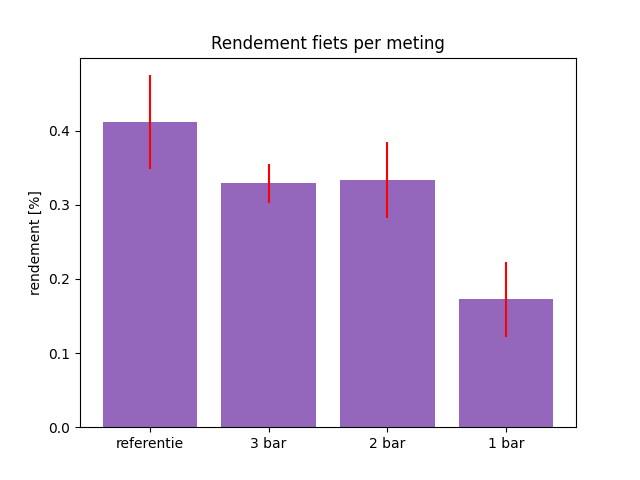 Rendement fiets per meting
rendement [%]
0.4
0.3
0.2
0.1
0.0
referentie 3 bar 2 bar 1 bar